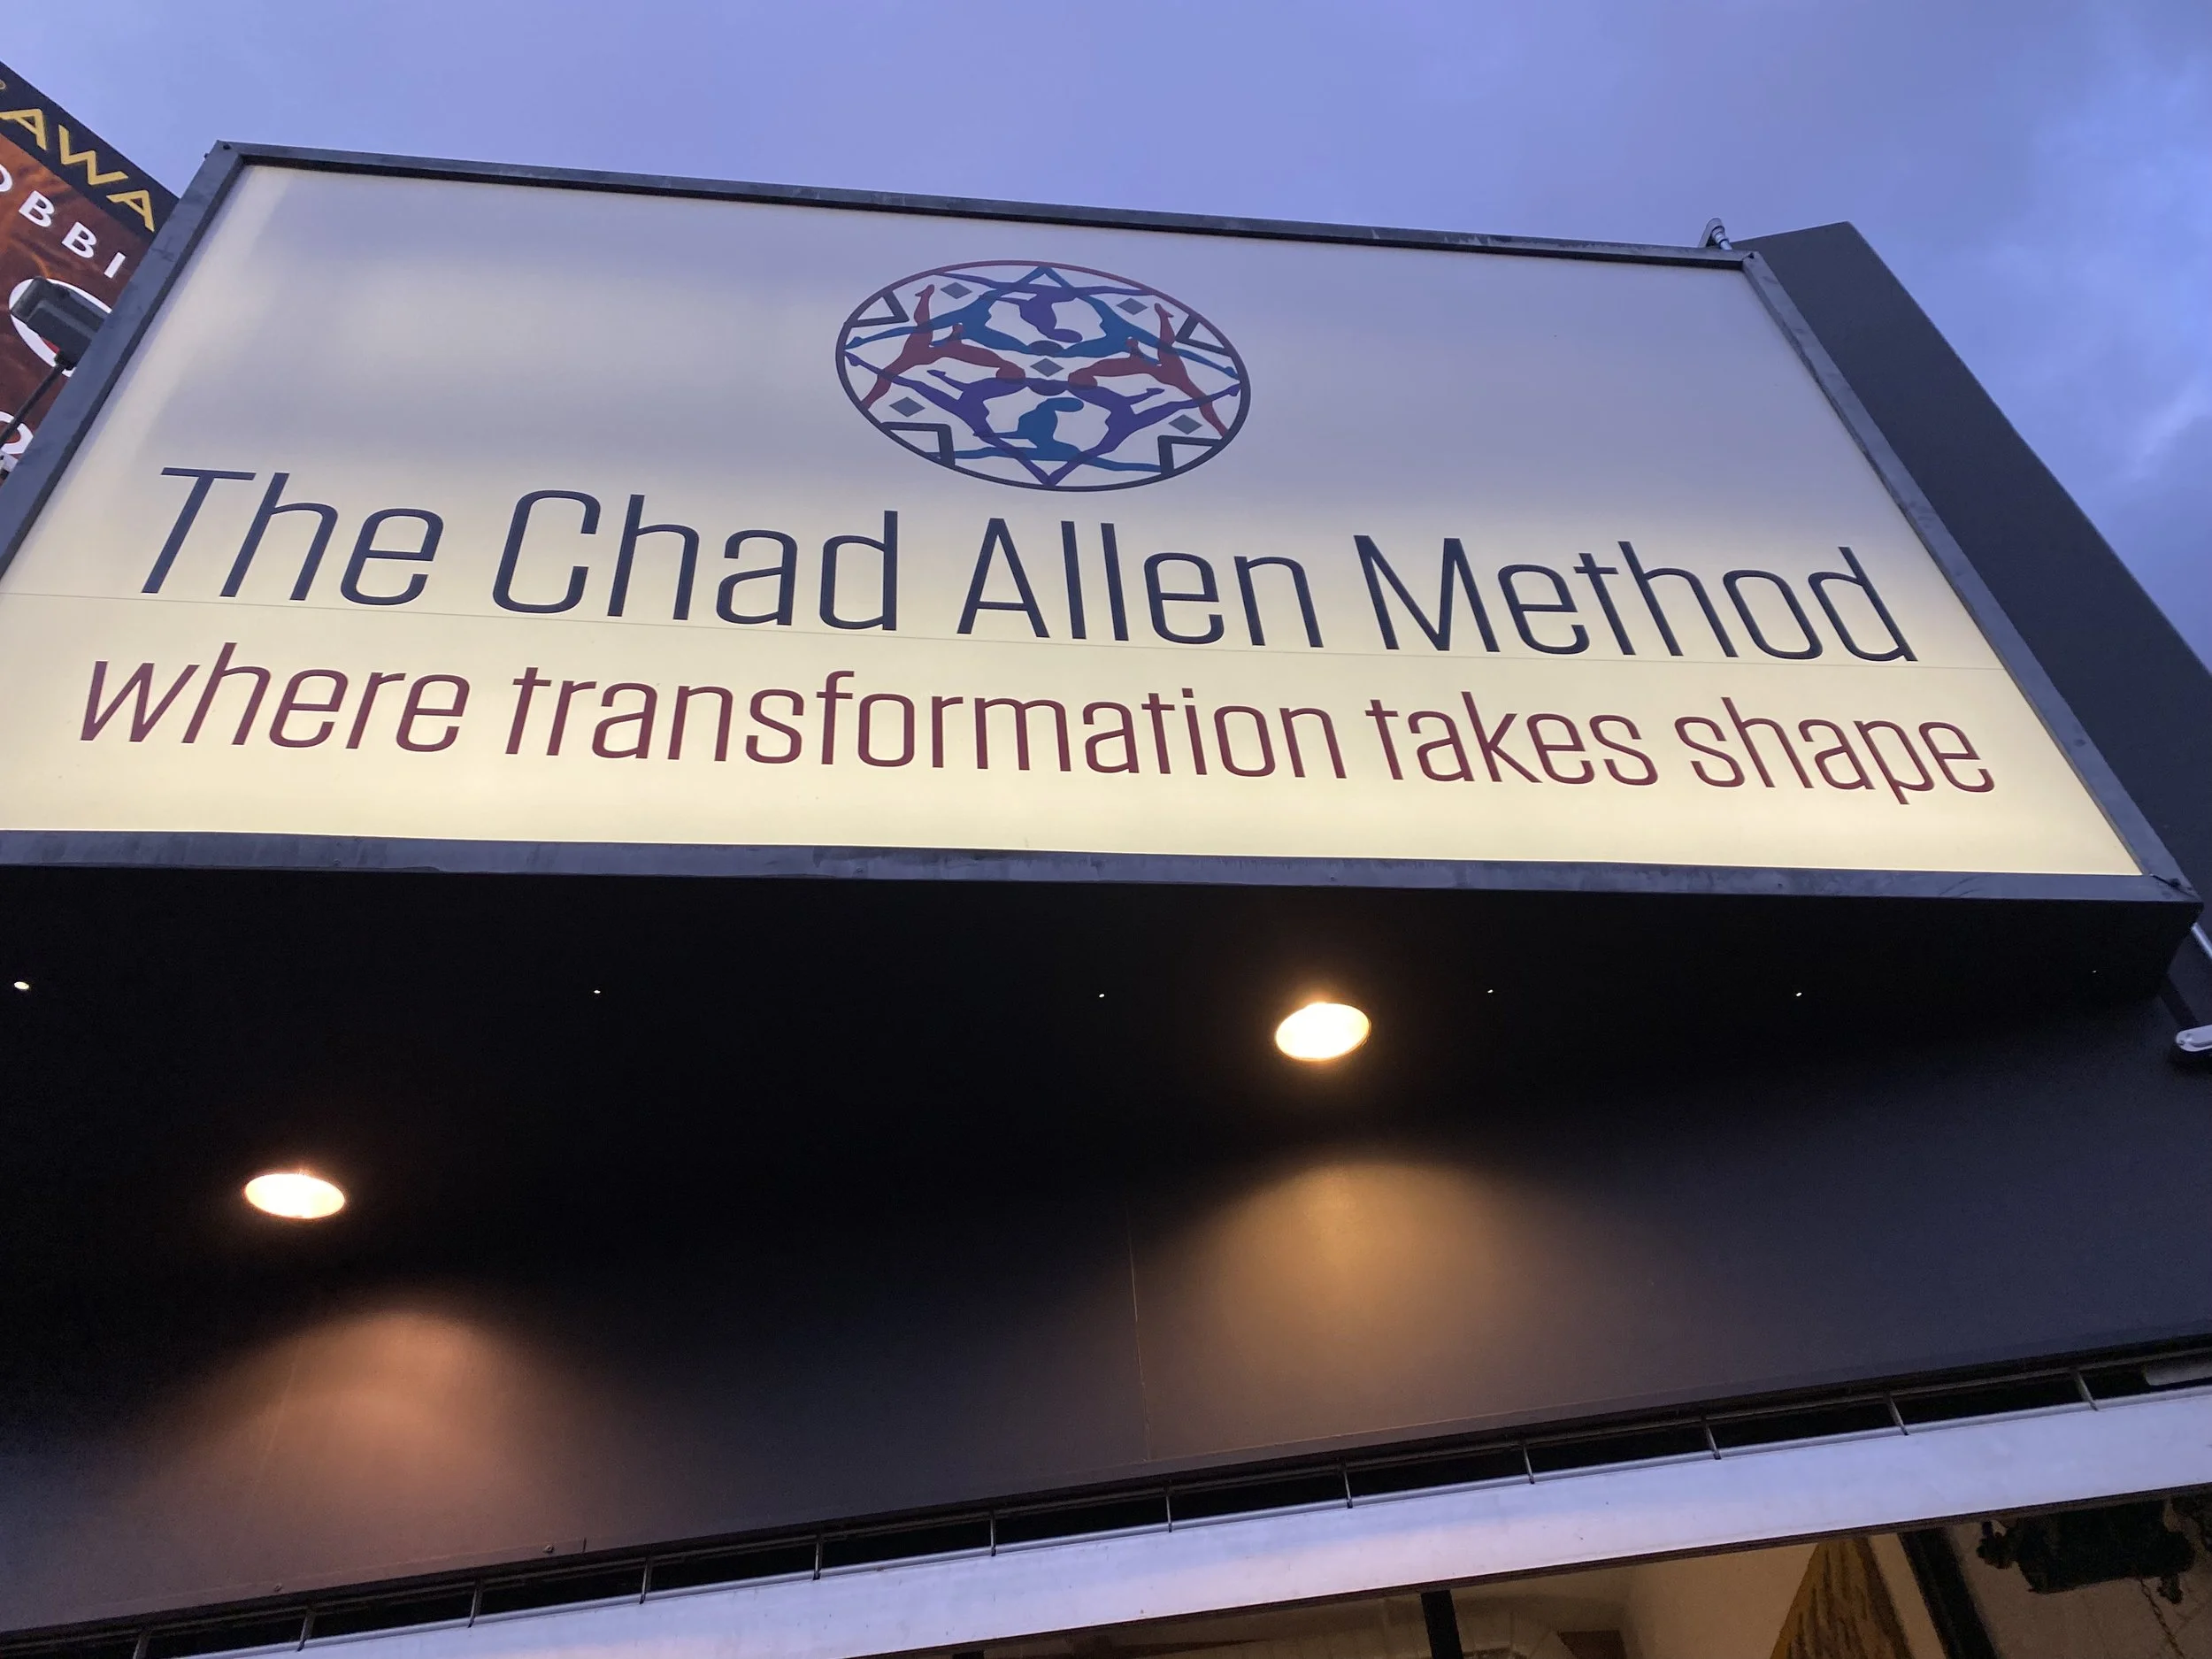 The Chad Allen Method
where transformation takes shape